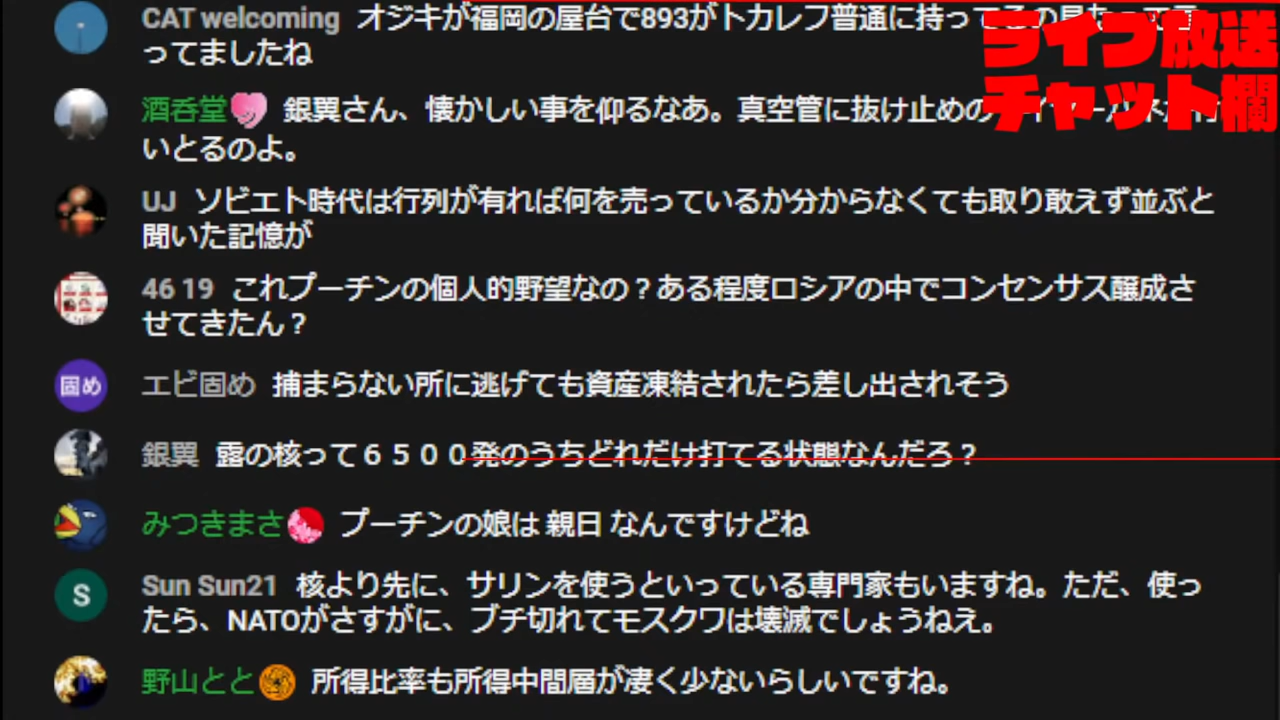 CAT welcoming オジキが福岡の屋台で893がトカレフ普通に持ってるの見たって言
ってましたね
ライブ放送
チャット欄
酒呑堂 銀翼さん、懐かしい事を仰るなあ。真空管に抜け止めの
いとるのよ。
UJ ソビエト時代は行列が有れば何を売っているか分からなくても取り敢えず並ぶと
聞いた記憶が
46 19 これプーチンの個人的野望なの？ある程度ロシアの中でコンセンサス醸成さ
せてきたん？
固め
エビ固め 捕まらない所に逃げても資産凍結されたら差し出されそう
銀翼 露の核って６５００発のうちどれだけ打てる状態なんだろ？
みつきまさ プーチンの娘は 親日 なんですけどね
S
Sun Sun21 核より先に、サリンを使うといっている専門家もいますね。ただ、使っ
たら、NATOがさすがに、ブチ切れてモスクワは壊滅でしょうねえ。
野山とと 所得比率も所得中間層が凄く少ないらしいですね。